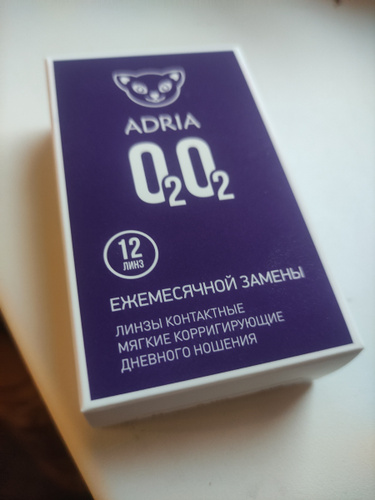 ADRIA
O2O2
12
ЛИНЗ
ЕЖЕМЕСЯЧНОЙ ЗАМЕНЫ
ЛИНЗЫ КОНТАКТНЫЕ
МЯГКИЕ КОРРИГИРУЮЩИЕ
ДНЕВНОГО НОШЕНИЯ